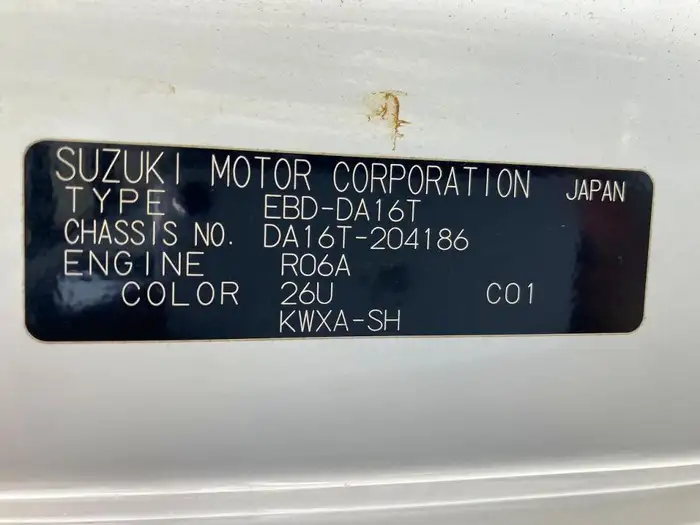 SUZUKI MOTOR CORPORATION JAPAN
TYPE EBD-DA16T
CHASSIS NO. DA16T-204186
ENGINE R06A
COLOR 26U C01
KWXA-SH